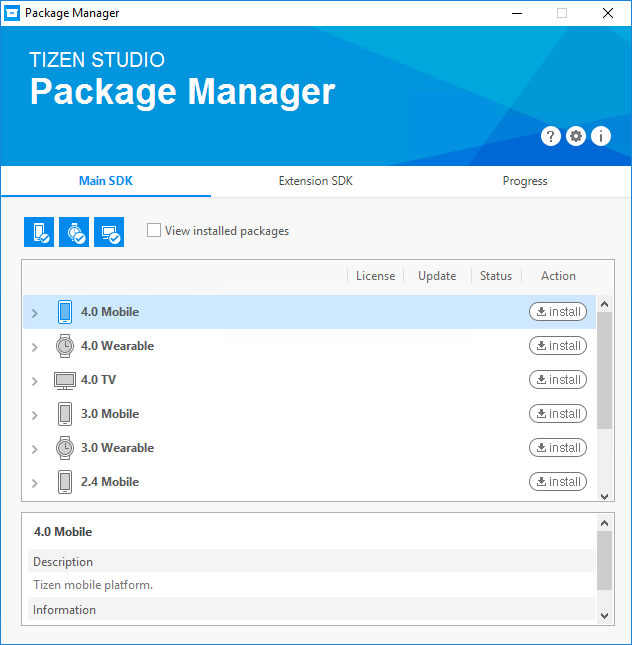 Package Manager
TIZEN STUDIO
Package Manager
? i
Main SDK Extension SDK Progress
View installed packages
License Update Status Action
4.0 Mobile install
4.0 Wearable install
4.0 TV install
3.0 Mobile install
3.0 Wearable install
2.4 Mobile install
4.0 Mobile
Description
Tizen mobile platform.
Information